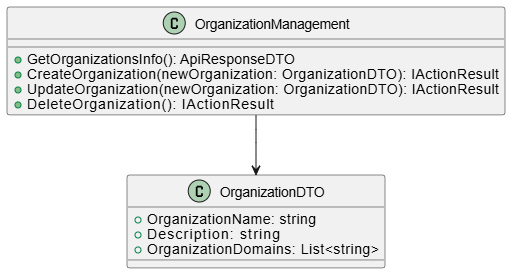 C OrganizationManagement
GetOrganizationsInfo(): ApiResponseDTO
CreateOrganization(newOrganization: OrganizationDTO): IActionResult
UpdateOrganization(newOrganization: OrganizationDTO): IActionResult
DeleteOrganization(): IActionResult
C OrganizationDTO
OrganizationName: string
Description: string
OrganizationDomains: List<string>